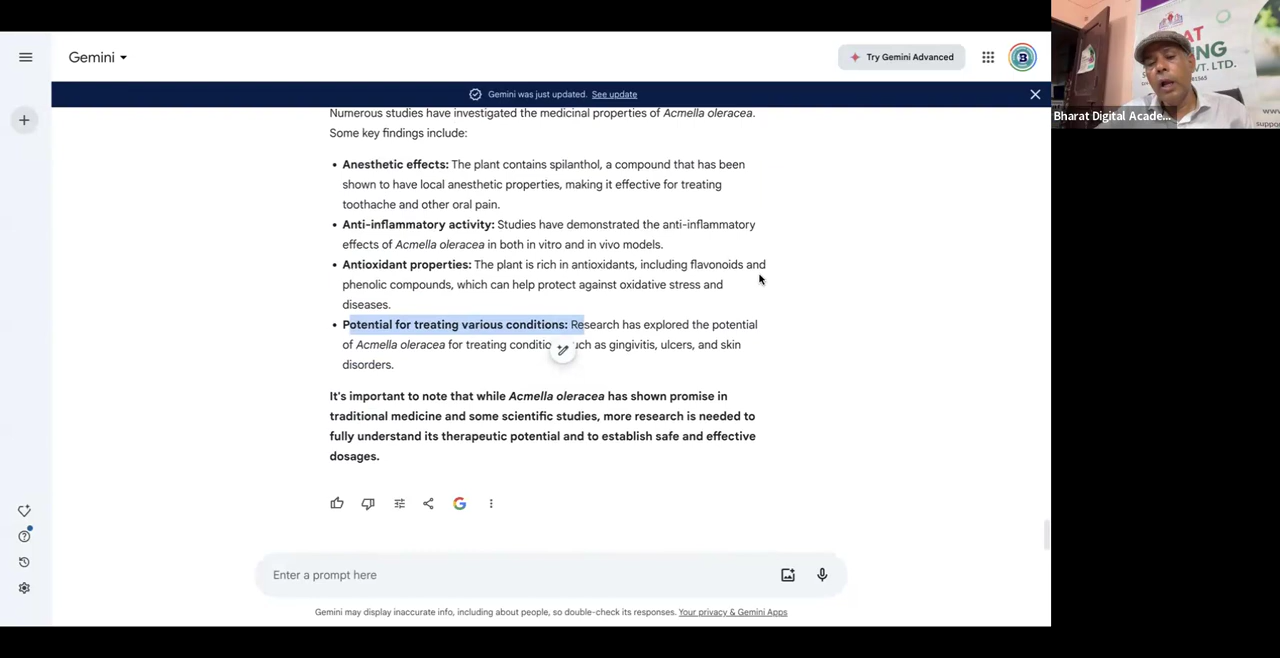 Gemini
Try Gemini Advanced
B
Gemini was just updated. See update
Numerous studies have investigated the medicinal properties of Acmella oleracea.
Some key findings include:
• Anesthetic effects: The plant contains spilanthol, a compound that has been
shown to have local anesthetic properties, making it effective for treating
toothache and other oral pain.
• Anti-inflammatory activity: Studies have demonstrated the anti-inflammatory
effects of Acmella oleracea in both in vitro and in vivo models.
• Antioxidant properties: The plant is rich in antioxidants, including flavonoids and
phenolic compounds, which can help protect against oxidative stress and
diseases.
• Potential for treating various conditions: Research has explored the potential
of Acmella oleracea for treating conditio uch as gingivitis, ulcers, and skin
disorders.
It's important to note that while Acmella oleracea has shown promise in
traditional medicine and some scientific studies, more research is needed to
fully understand its therapeutic potential and to establish safe and effective
dosages.
Enter a prompt here
Gemini may display inaccurate info, including about people, so double-check its responses. Your privacy & Gemini Apps
AT
ING
VT. LTD.
Bharat Digital Acade...